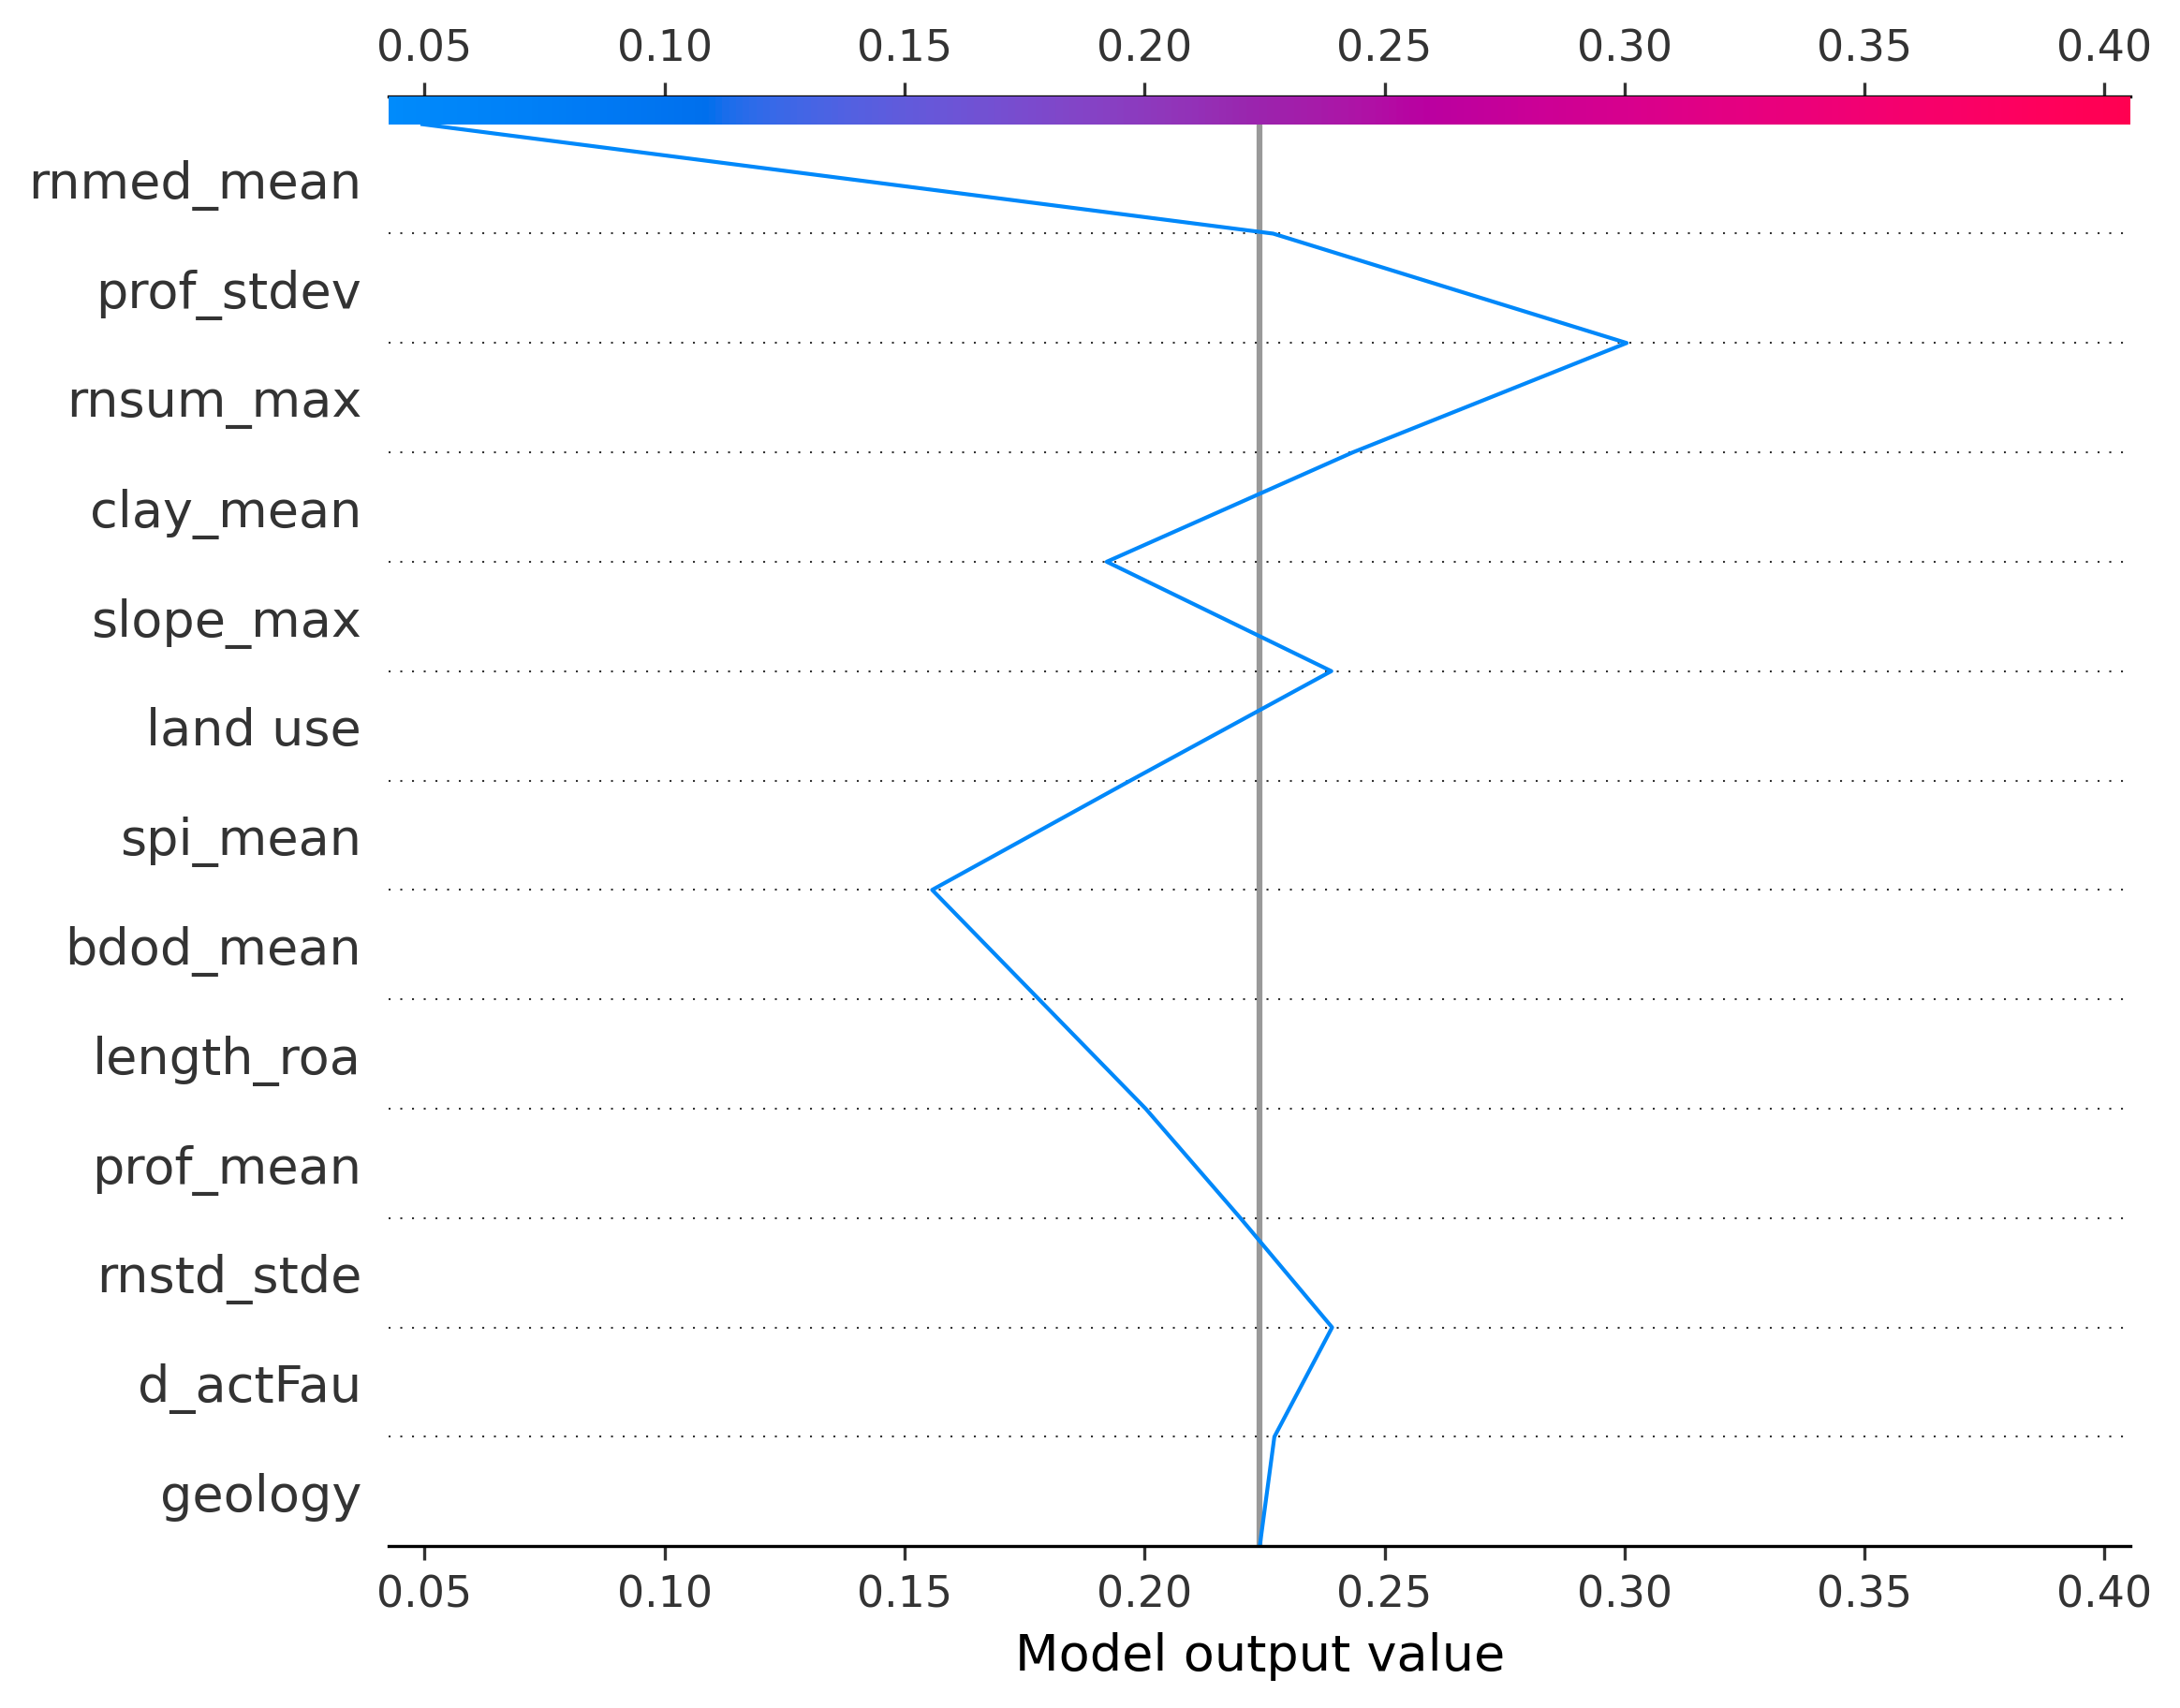 0.05 0.10 0.15 0.20 0.25 0.30 0.35 0.40
rnmed_mean
prof_stdev
rnsum_max
clay_mean
slope_max
land use
spi_mean
bdod_mean
length_roa
prof_mean
rnstd_stde
d_actFau
geology
0.05 0.10 0.15 0.20 0.25 0.30 0.35 0.40
Model output value